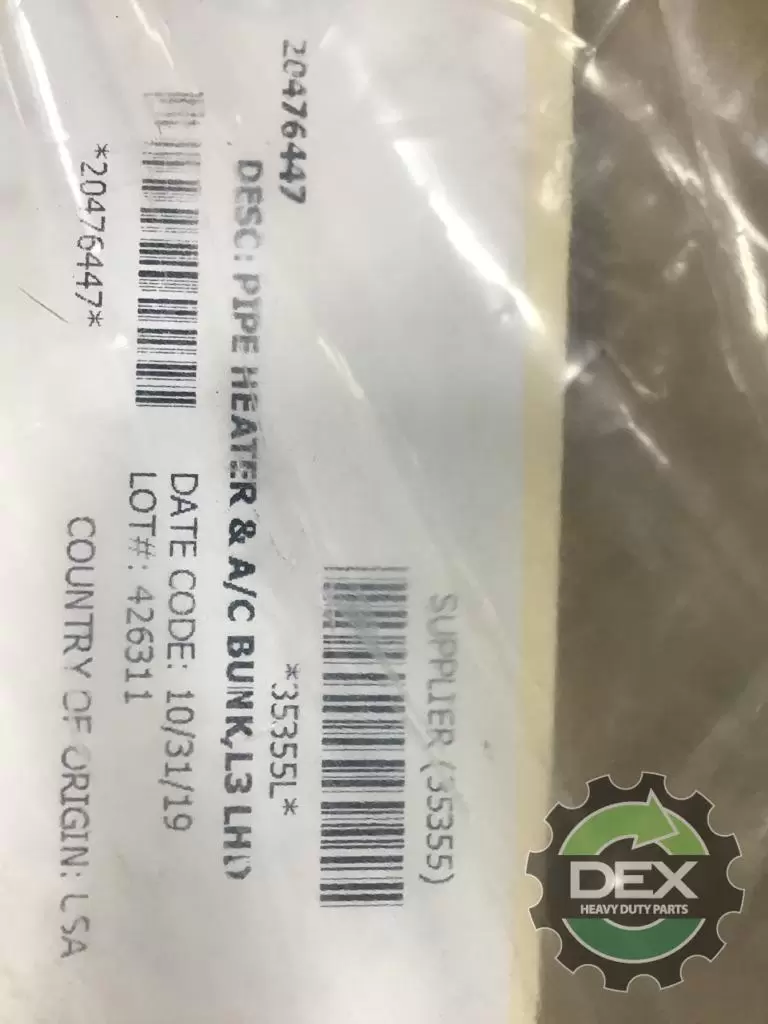 SUPPLIER (35355)
*35355L*
20476447
DESC: PIPE HEATER & A/C BUNK,L3 LHD
DATE CODE: 10/31/19
LOT#: 426311
*20476447*
COUNTRY OF ORIGIN: USA
DEX
HEAVY DUTY PARTS